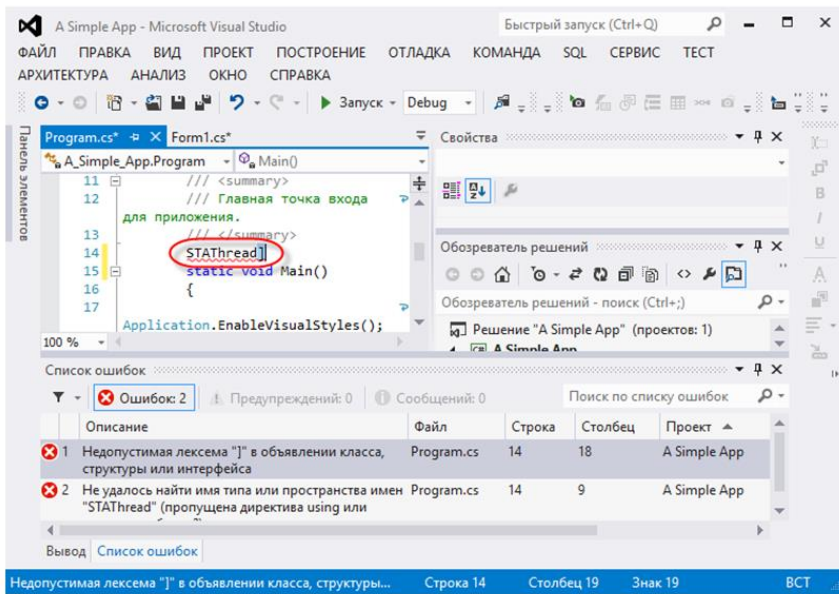 A Simple App - Microsoft Visual Studio
Быстрый запуск (Ctrl+Q)
ФАЙЛ ПРАВКА ВИД ПРОЕКТ ПОСТРОЕНИЕ ОТЛАДКА КОМАНДА SQL СЕРВИС ТЕСТ
АРХИТЕКТУРА АНАЛИЗ ОКНО СПРАВКА
Запуск Debug
Панель элементов
Program.cs* Form1.cs*
A_Simple_App.Program Main()
11 /// <summary>
12 /// Главная точка входа
для приложения.
13 /// </summary>
14 STAThread]
15 static void Main()
16 {
17
Application.EnableVisualStyles();
100 %
Свойства
Обозреватель решений
Обозреватель решений - поиск (Ctrl+;)
Решение "A Simple App" (проектов: 1)
C# A Simple App
Список ошибок
Ошибок: 2 Предупреждений: 0 Сообщений: 0 Поиск по списку ошибок
Описание Файл Строка Столбец Проект
1 Недопустимая лексема "]" в объявлении класса, Program.cs 14 18 A Simple App
структуры или интерфейса
2 Не удалось найти имя типа или пространства имен Program.cs 14 9 A Simple App
"STAThread" (пропущена директива using или
Вывод Список ошибок
Недопустимая лексема "]" в объявлении класса, структуры... Строка 14 Столбец 19 Знак 19 ВСТ